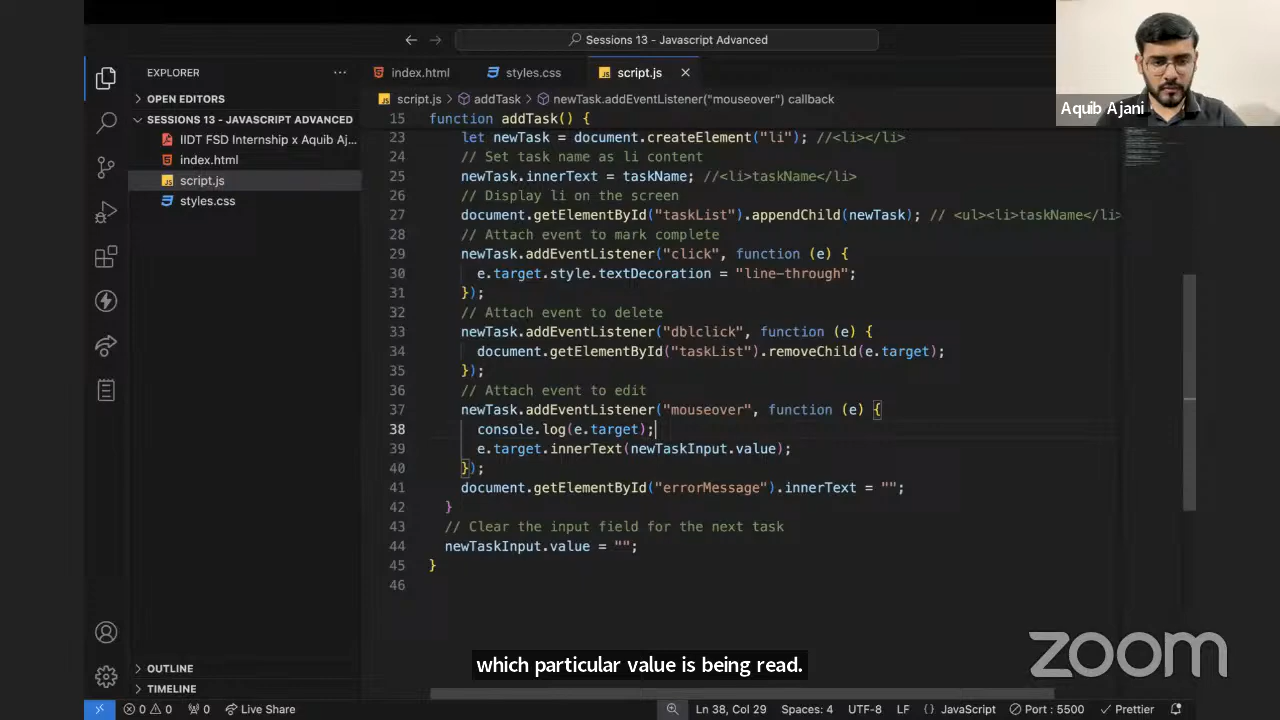 Sessions 13 - Javascript Advanced
EXPLORER
index.html
styles.css
script.js
OPEN EDITORS
script.js > addTask > newTask.addEventListener("mouseover") callback
SESSIONS 13 - JAVASCRIPT ADVANCED
IIDT FSD Internship x Aquib Aj...
index.html
script.js
styles.css
Aquib Ajani
15 function addTask() {
23 let newTask = document.createElement("li"); //<li></li>
24 // Set task name as li content
25 newTask.innerText = taskName; //<li>taskName</li>
26 // Display li on the screen
27 document.getElementById("taskList").appendChild(newTask); // <ul><li>taskName</li>
28 // Attach event to mark complete
29 newTask.addEventListener("click", function (e) {
30 e.target.style.textDecoration = "line-through";
31 });
32 // Attach event to delete
33 newTask.addEventListener("dblclick", function (e) {
34 document.getElementById("taskList").removeChild(e.target);
35 });
36 // Attach event to edit
37 newTask.addEventListener("mouseover", function (e) {
38 console.log(e.target);
39 e.target.innerText(newTaskInput.value);
40 });
41 document.getElementById("errorMessage").innerText = "";
42 }
43 // Clear the input field for the next task
44 newTaskInput.value = "";
45 }
46
which particular value is being read.
zoom
OUTLINE
TIMELINE
0 0 0 Live Share
Ln 38, Col 29 Spaces: 4 UTF-8 LF {} JavaScript Port : 5500 Prettier